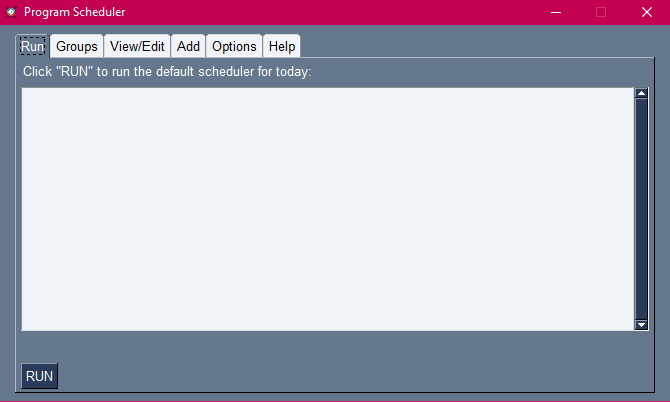 Program Scheduler
Run Groups View/Edit Add Options Help
Click "RUN" to run the default scheduler for today:
RUN